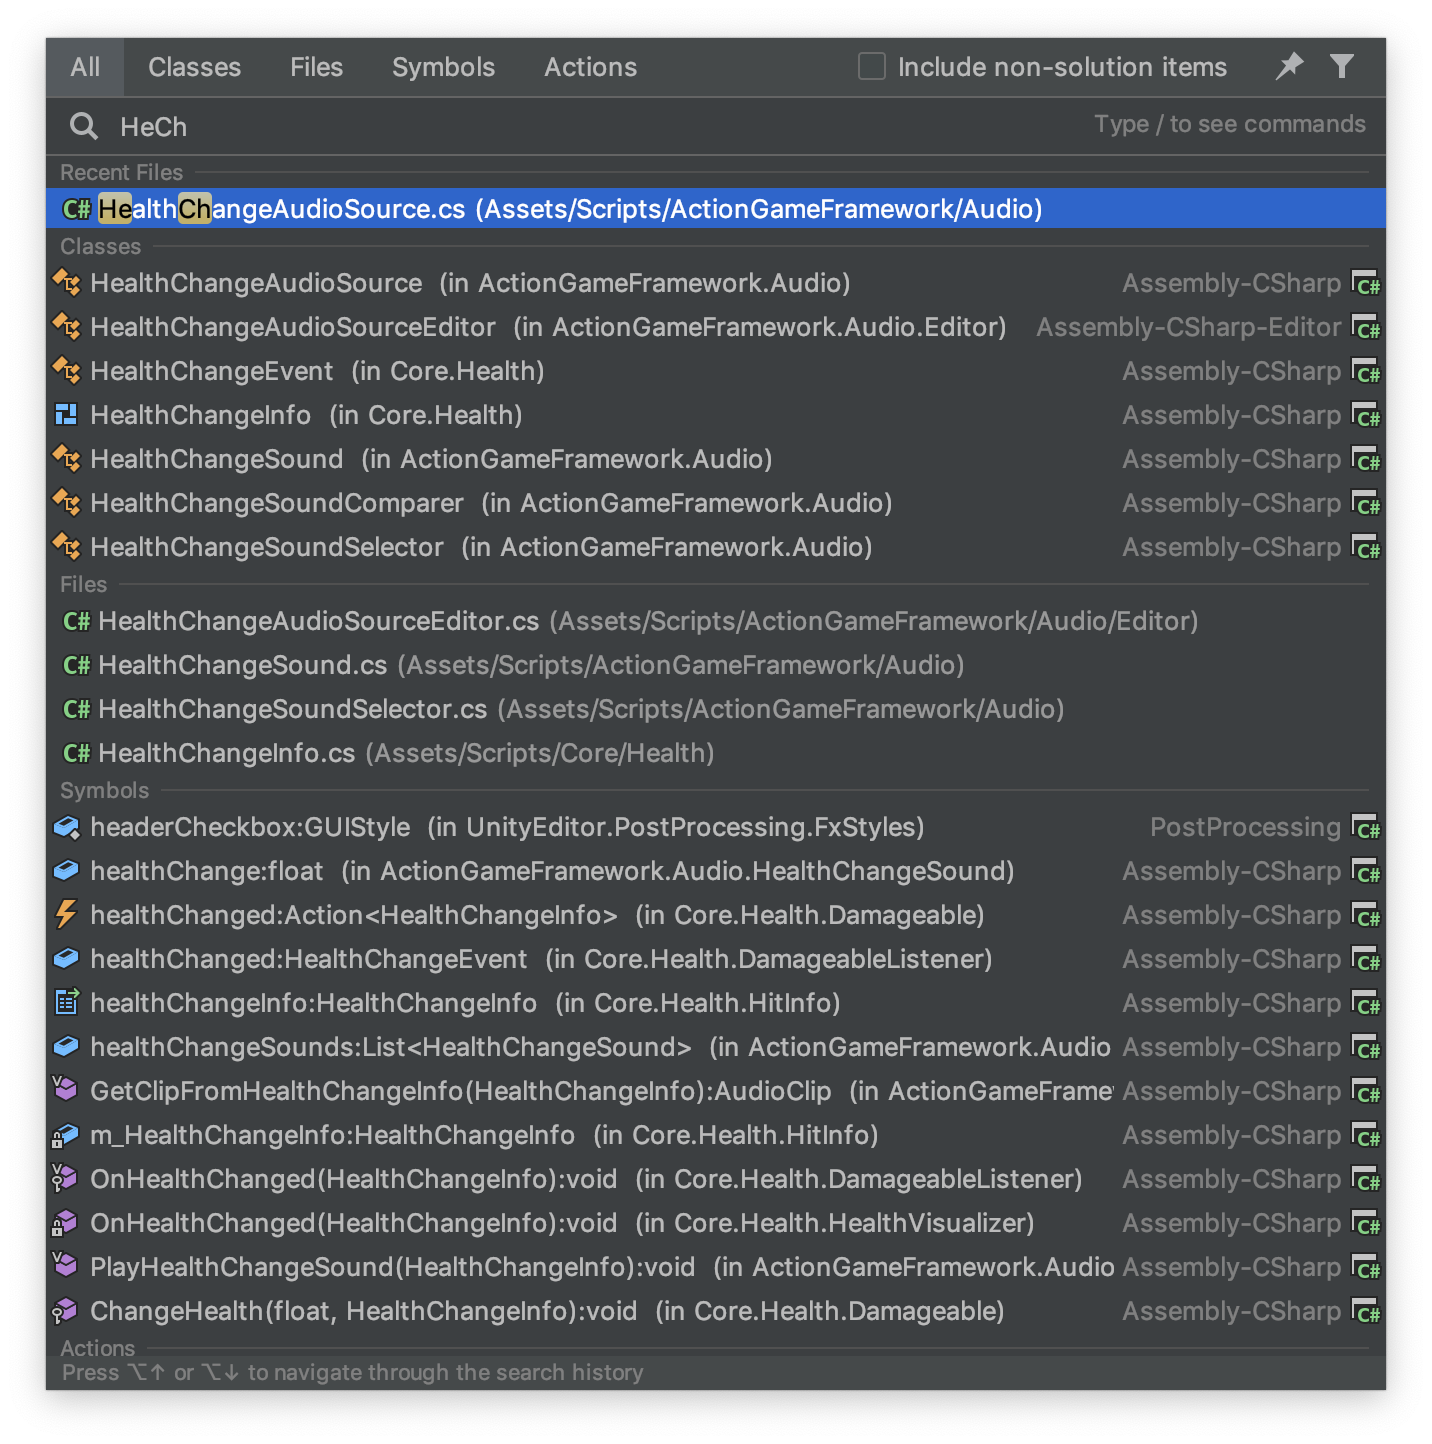 All Classes Files Symbols Actions Include non-solution items
HeCh Type / to see commands
Recent Files
C# HealthChangeAudioSource.cs (Assets/Scripts/ActionGameFramework/Audio)
Classes
HealthChangeAudioSource (in ActionGameFramework.Audio) Assembly-CSharp C#
HealthChangeAudioSourceEditor (in ActionGameFramework.Audio.Editor) Assembly-CSharp-Editor C#
HealthChangeEvent (in Core.Health) Assembly-CSharp C#
HealthChangeInfo (in Core.Health) Assembly-CSharp C#
HealthChangeSound (in ActionGameFramework.Audio) Assembly-CSharp C#
HealthChangeSoundComparer (in ActionGameFramework.Audio) Assembly-CSharp C#
HealthChangeSoundSelector (in ActionGameFramework.Audio) Assembly-CSharp C#
Files
C# HealthChangeAudioSourceEditor.cs (Assets/Scripts/ActionGameFramework/Audio/Editor)
C# HealthChangeSound.cs (Assets/Scripts/ActionGameFramework/Audio)
C# HealthChangeSoundSelector.cs (Assets/Scripts/ActionGameFramework/Audio)
C# HealthChangeInfo.cs (Assets/Scripts/Core/Health)
Symbols
headerCheckbox:GUIStyle (in UnityEditor.PostProcessing.FxStyles) PostProcessing C#
healthChange:float (in ActionGameFramework.Audio.HealthChangeSound) Assembly-CSharp C#
healthChanged:Action<HealthChangeInfo> (in Core.Health.Damageable) Assembly-CSharp C#
healthChanged:HealthChangeEvent (in Core.Health.DamageableListener) Assembly-CSharp C#
healthChangeInfo:HealthChangeInfo (in Core.Health.HitInfo) Assembly-CSharp C#
healthChangeSounds:List<HealthChangeSound> (in ActionGameFramework.Audio Assembly-CSharp C#
GetClipFromHealthChangeInfo(HealthChangeInfo):AudioClip (in ActionGameFrame Assembly-CSharp C#
m_HealthChangeInfo:HealthChangeInfo (in Core.Health.HitInfo) Assembly-CSharp C#
OnHealthChanged(HealthChangeInfo):void (in Core.Health.DamageableListener) Assembly-CSharp C#
OnHealthChanged(HealthChangeInfo):void (in Core.Health.HealthVisualizer) Assembly-CSharp C#
PlayHealthChangeSound(HealthChangeInfo):void (in ActionGameFramework.Audio Assembly-CSharp C#
ChangeHealth(float, HealthChangeInfo):void (in Core.Health.Damageable) Assembly-CSharp C#
Actions
Press ⌥↑ or ⌥↓ to navigate through the search history